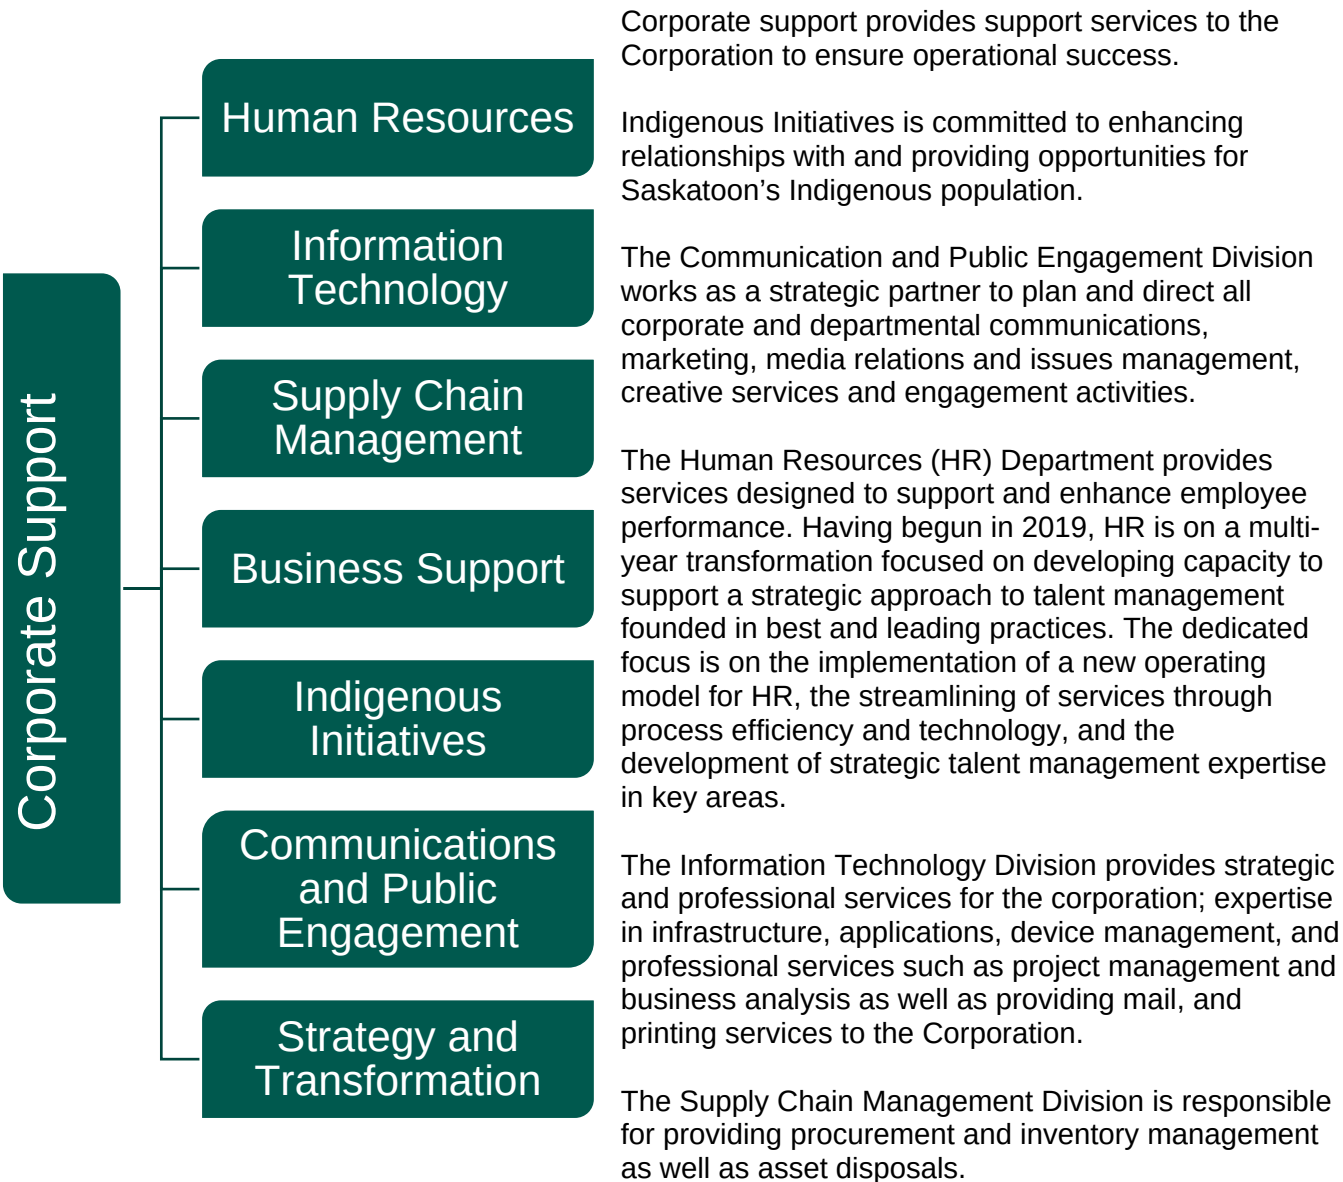 Corporate Support
Human Resources
Information
Technology
Supply Chain
Management
Business Support
Indigenous
Initiatives
Communications
and Public
Engagement
Strategy and
Transformation
Corporate support provides support services to the
Corporation to ensure operational success.
Indigenous Initiatives is committed to enhancing
relationships with and providing opportunities for
Saskatoon’s Indigenous population.
The Communication and Public Engagement Division
works as a strategic partner to plan and direct all
corporate and departmental communications,
marketing, media relations and issues management,
creative services and engagement activities.
The Human Resources (HR) Department provides
services designed to support and enhance employee
performance. Having begun in 2019, HR is on a multi-
year transformation focused on developing capacity to
support a strategic approach to talent management
founded in best and leading practices. The dedicated
focus is on the implementation of a new operating
model for HR, the streamlining of services through
process efficiency and technology, and the
development of strategic talent management expertise
in key areas.
The Information Technology Division provides strategic
and professional services for the corporation; expertise
in infrastructure, applications, device management, and
professional services such as project management and
business analysis as well as providing mail, and
printing services to the Corporation.
The Supply Chain Management Division is responsible
for providing procurement and inventory management
as well as asset disposals.